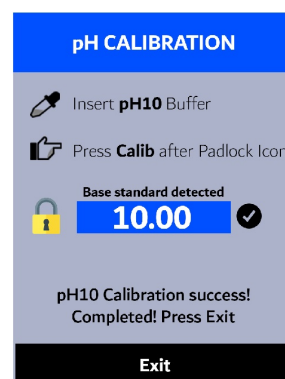 pH CALIBRATION
Insert pH10 Buffer
Press Calib after Padlock Icon
Base standard detected
10.00
pH10 Calibration success!
Completed! Press Exit
Exit